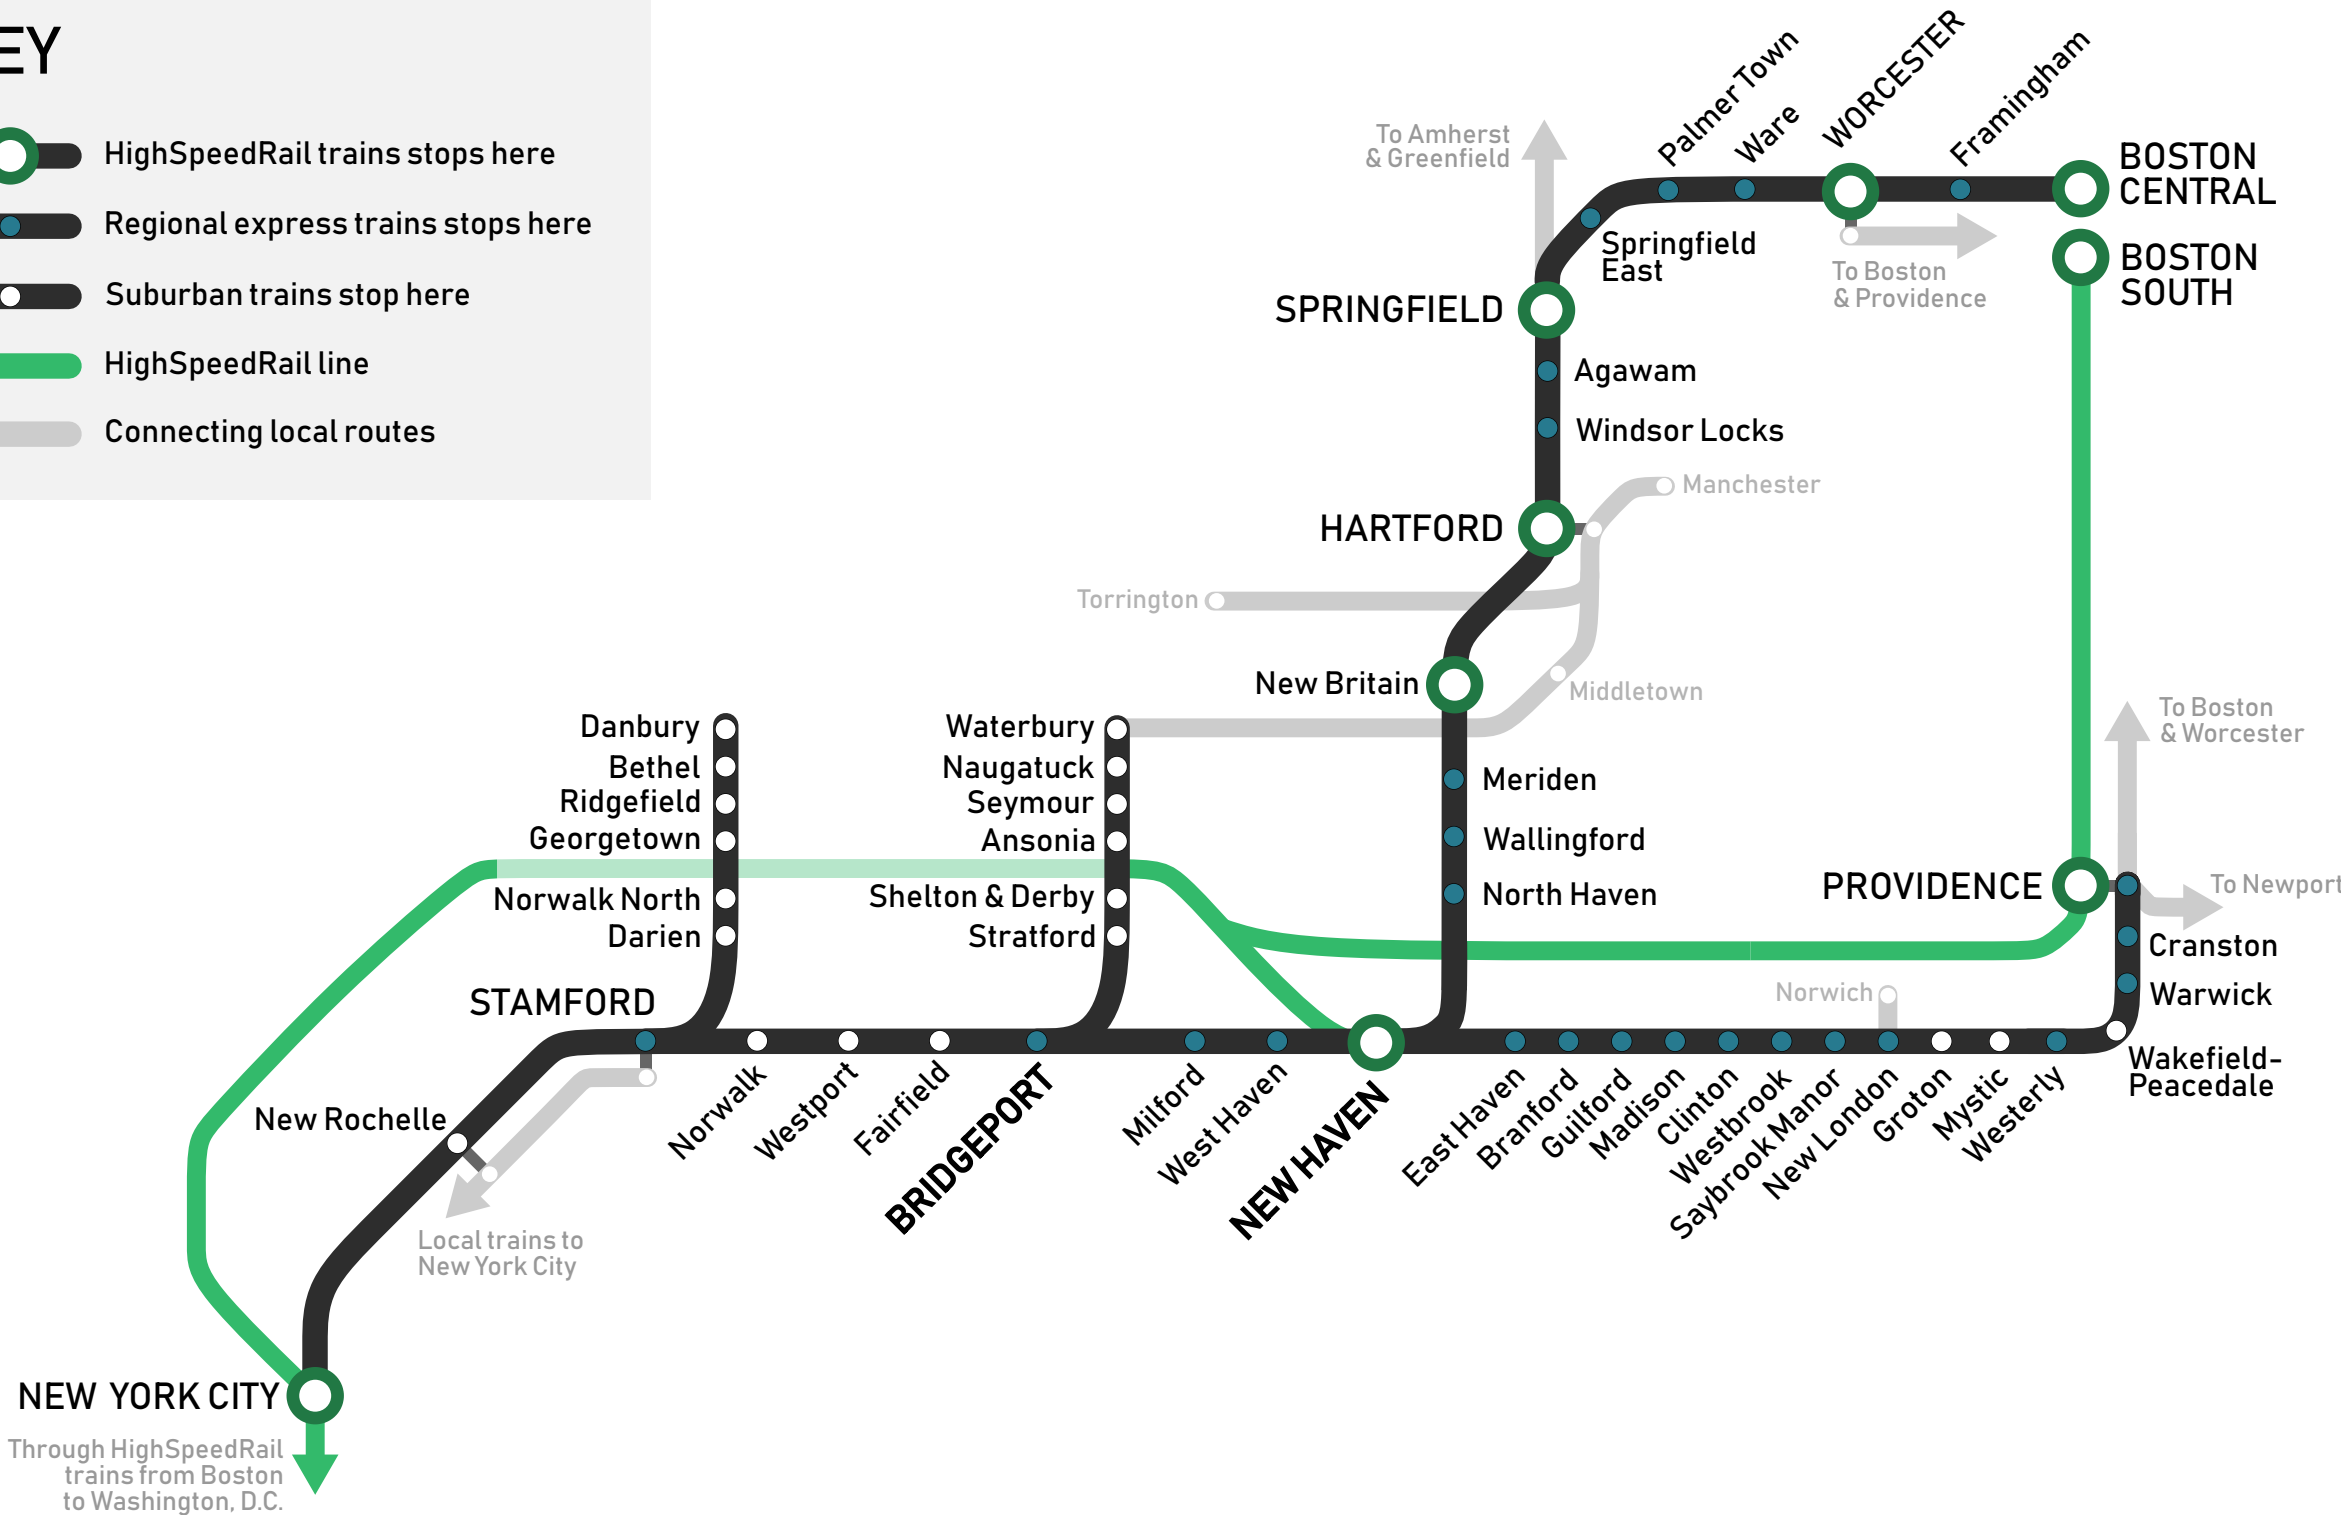 EY
HighSpeedRail trains stops here
Regional express trains stops here
Suburban trains stop here
HighSpeedRail line
Connecting local routes
To Amherst
& Greenfield
Palmer Town
Ware
WORCESTER
Framingham
BOSTON
CENTRAL
BOSTON
SOUTH
Springfield
East
To Boston
& Providence
SPRINGFIELD
Agawam
Windsor Locks
Manchester
HARTFORD
Torrington
New Britain
Middletown
Danbury
Bethel
Ridgefield
Georgetown
Norwalk North
Darien
Waterbury
Naugatuck
Seymour
Ansonia
Shelton & Derby
Stratford
Meriden
Wallingford
North Haven
To Boston
& Worcester
PROVIDENCE
To Newport
Cranston
Warwick
Norwich
STAMFORD
Wakefield-
Peacedale
New Rochelle
Norwalk
Westport
Fairfield
BRIDGEPORT
Milford
West Haven
NEW HAVEN
East Haven
Branford
Guilford
Madison
Clinton
Westbrook
Saybrook Manor
New London
Groton
Mystic
Westerly
Local trains to
New York City
NEW YORK CITY
Through HighSpeedRail
trains from Boston
to Washington, D.C.